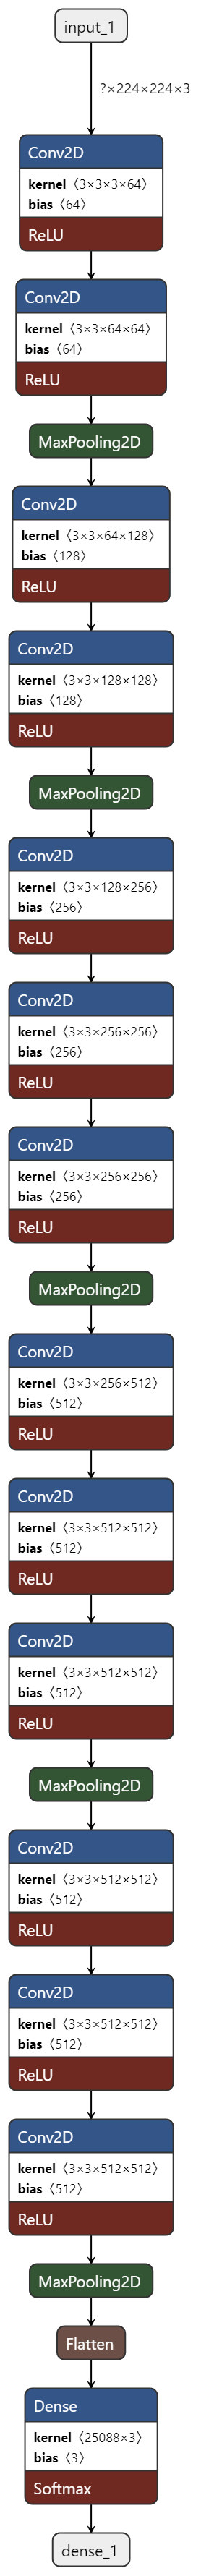 input_1
?×224×224×3
Conv2D
kernel 〈3×3×3×64〉
bias 〈64〉
ReLU
Conv2D
kernel 〈3×3×64×64〉
bias 〈64〉
ReLU
MaxPooling2D
Conv2D
kernel 〈3×3×64×128〉
bias 〈128〉
ReLU
Conv2D
kernel 〈3×3×128×128〉
bias 〈128〉
ReLU
MaxPooling2D
Conv2D
kernel 〈3×3×128×256〉
bias 〈256〉
ReLU
Conv2D
kernel 〈3×3×256×256〉
bias 〈256〉
ReLU
Conv2D
kernel 〈3×3×256×256〉
bias 〈256〉
ReLU
MaxPooling2D
Conv2D
kernel 〈3×3×256×512〉
bias 〈512〉
ReLU
Conv2D
kernel 〈3×3×512×512〉
bias 〈512〉
ReLU
Conv2D
kernel 〈3×3×512×512〉
bias 〈512〉
ReLU
MaxPooling2D
Conv2D
kernel 〈3×3×512×512〉
bias 〈512〉
ReLU
Conv2D
kernel 〈3×3×512×512〉
bias 〈512〉
ReLU
Conv2D
kernel 〈3×3×512×512〉
bias 〈512〉
ReLU
MaxPooling2D
Flatten
Dense
kernel 〈25088×3〉
bias 〈3〉
Softmax
dense_1